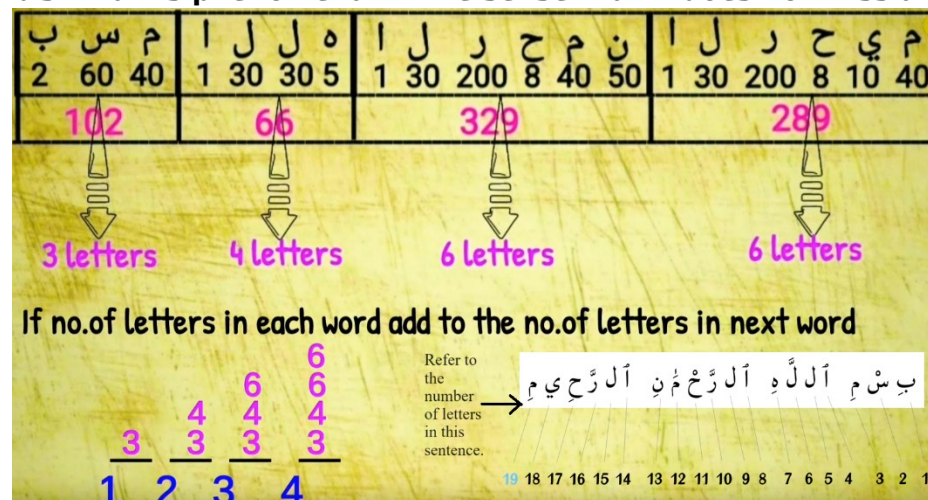 ب س م ا ل ل ه ا ل ر ح م ن ا ل ر ح ي م
2 60 40 1 30 30 5 1 30 200 8 40 50 1 30 200 8 10 40
102 66 329 289
3 letters 4 letters 6 letters 6 letters
If no.of letters in each word add to the no.of letters in next word
6
6 6
4 4 4
3 3 3 3
1 2 3 4
Refer to
the
number
of letters
in this
sentence.
بِ سْ مِ ٱ ل لَّ هِ ٱ ل رَّ حْ مَٰ نِ ٱ ل رَّ حِ ي مِ
19 18 17 16 15 14 13 12 11 10 9 8 7 6 5 4 3 2 1